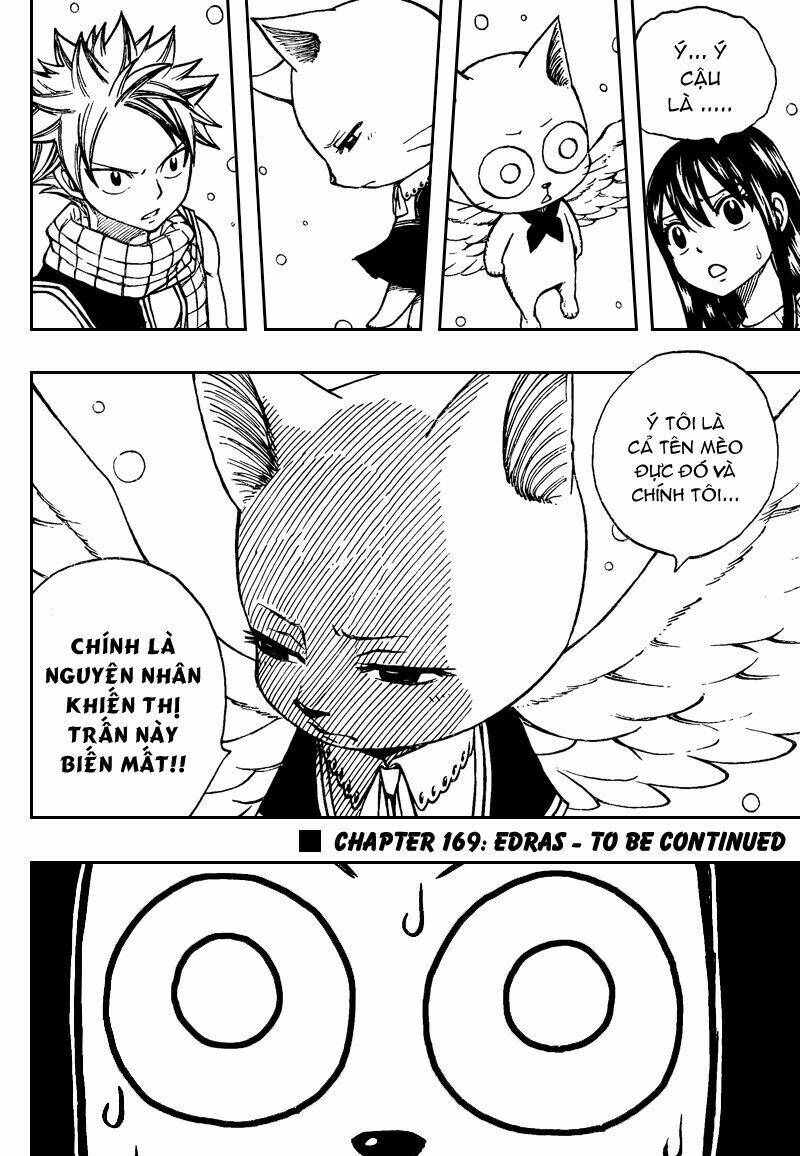 Ý... Ý
CẬU
LÀ .....
Ý TÔI LÀ
CẢ TÊN MÈO
ĐỰC ĐÓ VÀ
CHÍNH TÔI...
CHÍNH LÀ
NGUYÊN NHÂN
KHIẾN THỊ
TRẤN NÀY
BIẾN MẤT!!
CHAPTER 169: EDRAS - TO BE CONTINUED